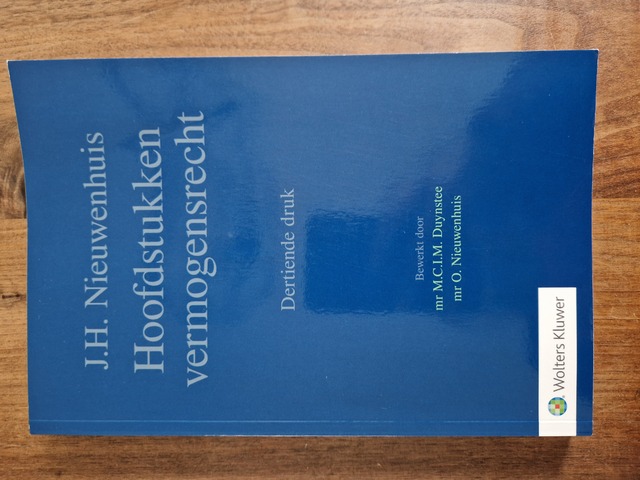 J.H. Nieuwenhuis
Hoofdstukken
vermogensrecht
Dertiende druk
Bewerkt door
mr M.C.I.M. Duynstee
mr O. Nieuwenhuis
Wolters Kluwer